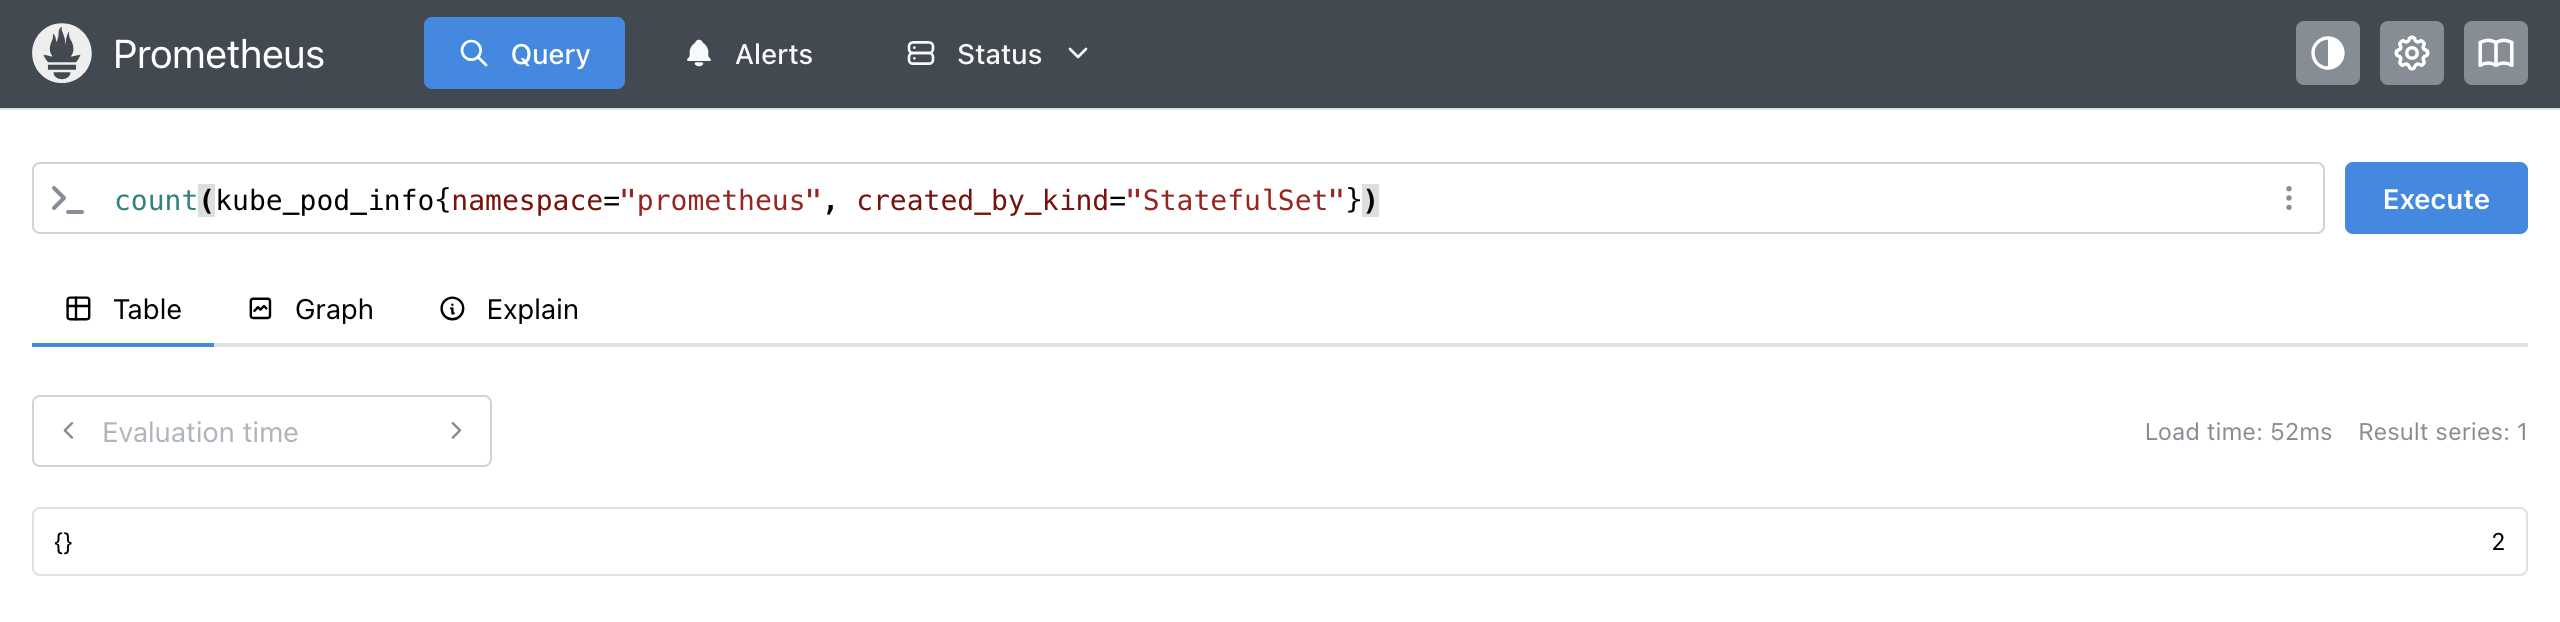 Prometheus Query Alerts Status
count(kube_pod_info{namespace="prometheus", created_by_kind="StatefulSet"}) Execute
Table Graph Explain
Evaluation time Load time: 52ms Result series: 1
{} 2